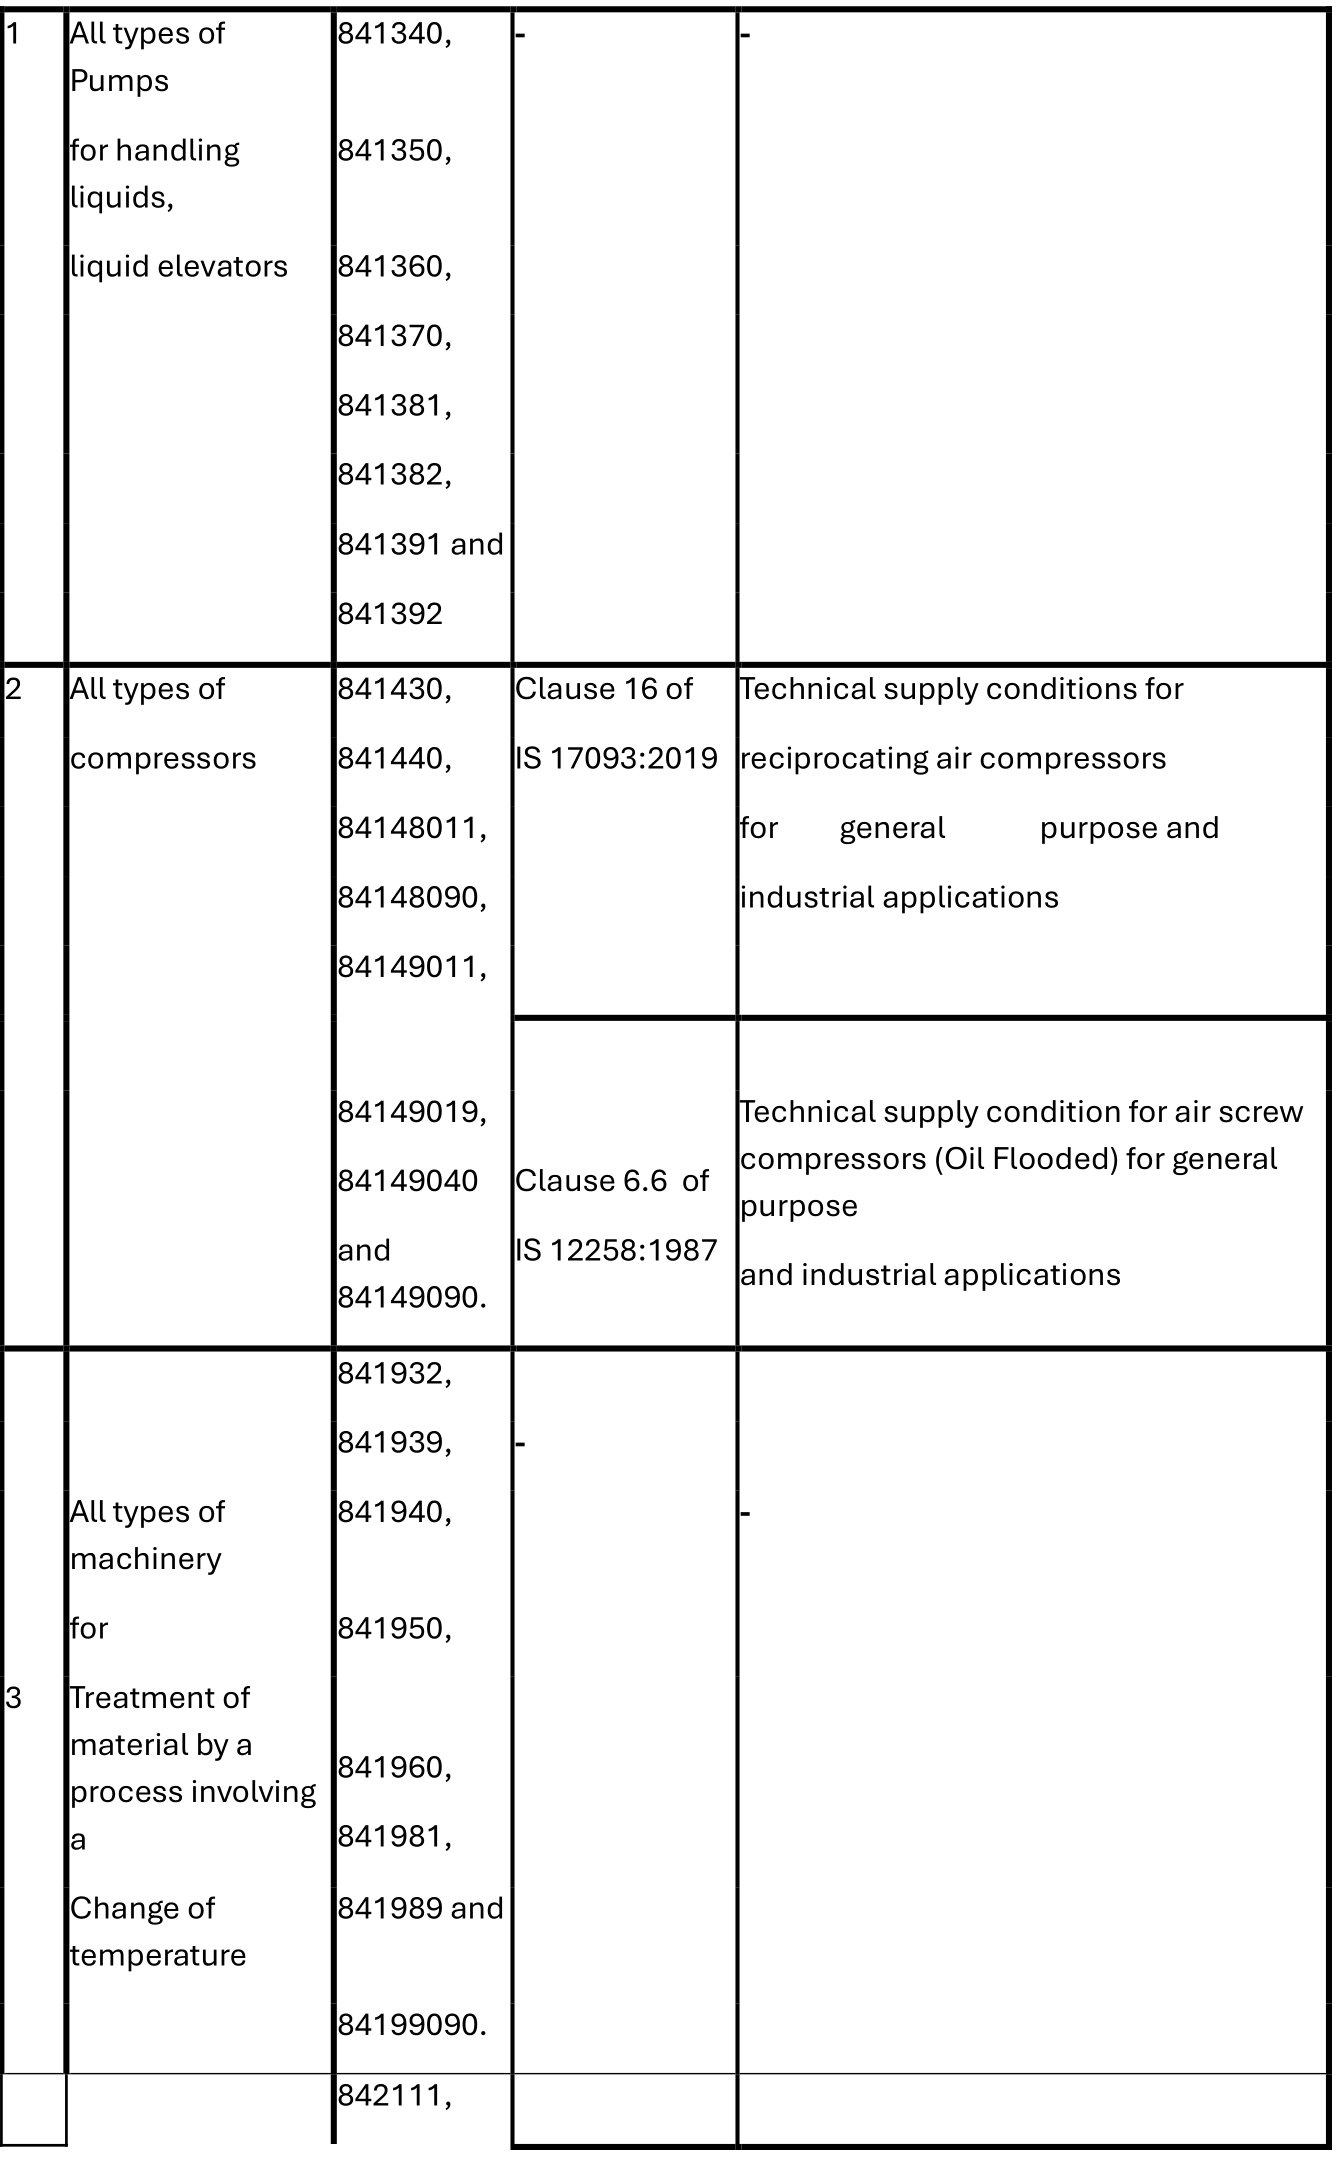 1
All types of
Pumps
for handling
liquids,
liquid elevators
841340,
841350,
841360,
841370,
841381,
841382,
841391 and
841392
-
-
2
All types of
compressors
841430,
841440,
84148011,
84148090,
84149011,
84149019,
84149040
and
84149090.
Clause 16 of
IS 17093:2019
Technical supply conditions for
reciprocating air compressors
for general purpose and
industrial applications
Clause 6.6 of
IS 12258:1987
Technical supply condition for air screw
compressors (Oil Flooded) for general
purpose
and industrial applications
3
All types of
machinery
for
Treatment of
material by a
process involving
a
Change of
temperature
841932,
841939,
841940,
841950,
841960,
841981,
841989 and
84199090.
-
-
842111,